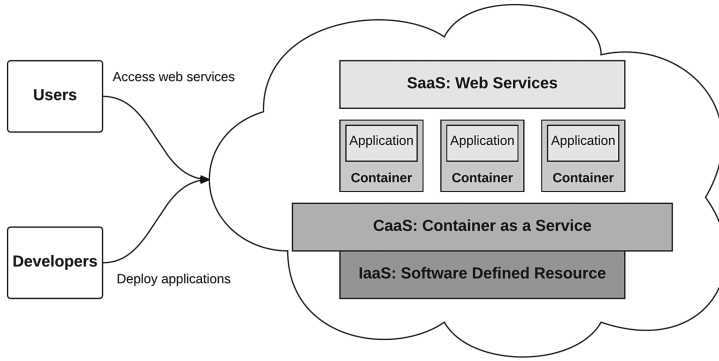 Users
Access web services
Developers
Deploy applications
SaaS: Web Services
Application
Container
Application
Container
Application
Container
CaaS: Container as a Service
IaaS: Software Defined Resource